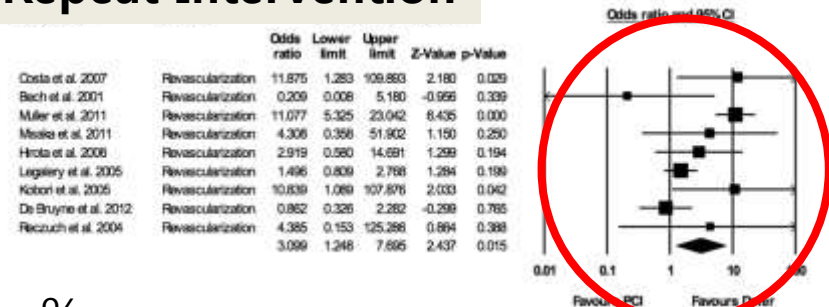 Repeat Intervention
Odds ratio and 95% CI
Odds ratio Lower limit Upper limit Z-Value p-Value
Costa et al. 2007 Revascularization 11.875 1.283 109.893 2.180 0.029
Bech et al. 2001 Revascularization 0.209 0.008 5.180 -0.956 0.339
Muller et al. 2011 Revascularization 11.077 5.325 23.042 6.435 0.000
Misaka et al. 2011 Revascularization 4.306 0.358 51.902 1.150 0.250
Hirota et al. 2006 Revascularization 2.919 0.580 14.691 1.299 0.194
Legalery et al. 2005 Revascularization 1.496 0.809 2.768 1.284 0.199
Kobori et al. 2005 Revascularization 10.839 1.089 107.876 2.033 0.042
De Bruyne et al. 2012 Revascularization 0.862 0.326 2.282 -0.299 0.765
Reczuch et al. 2004 Revascularization 4.385 0.153 125.286 0.864 0.388
3.099 1.248 7.695 2.437 0.015
0.01 0.1 1 10 100
Favours PCI Favours Defer